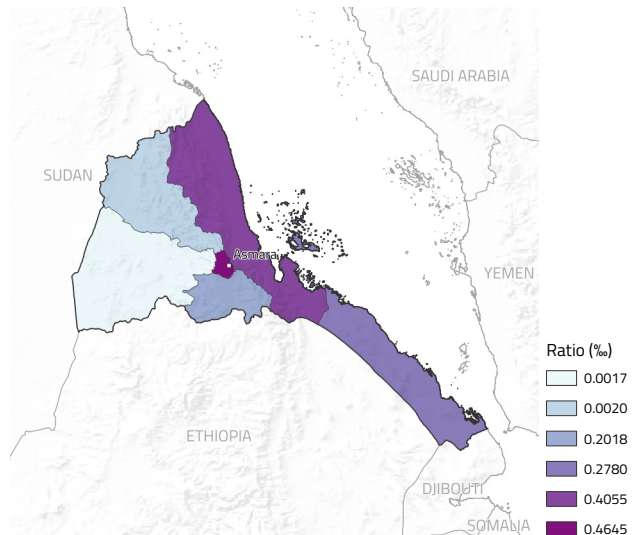 SAUDI ARABIA
SUDAN
Asmara
YEMEN
Ratio (‰)
0.0017
0.0020
0.2018
0.2780
0.4055
0.4645
ETHIOPIA
DJIBOUTI
SOMALIA